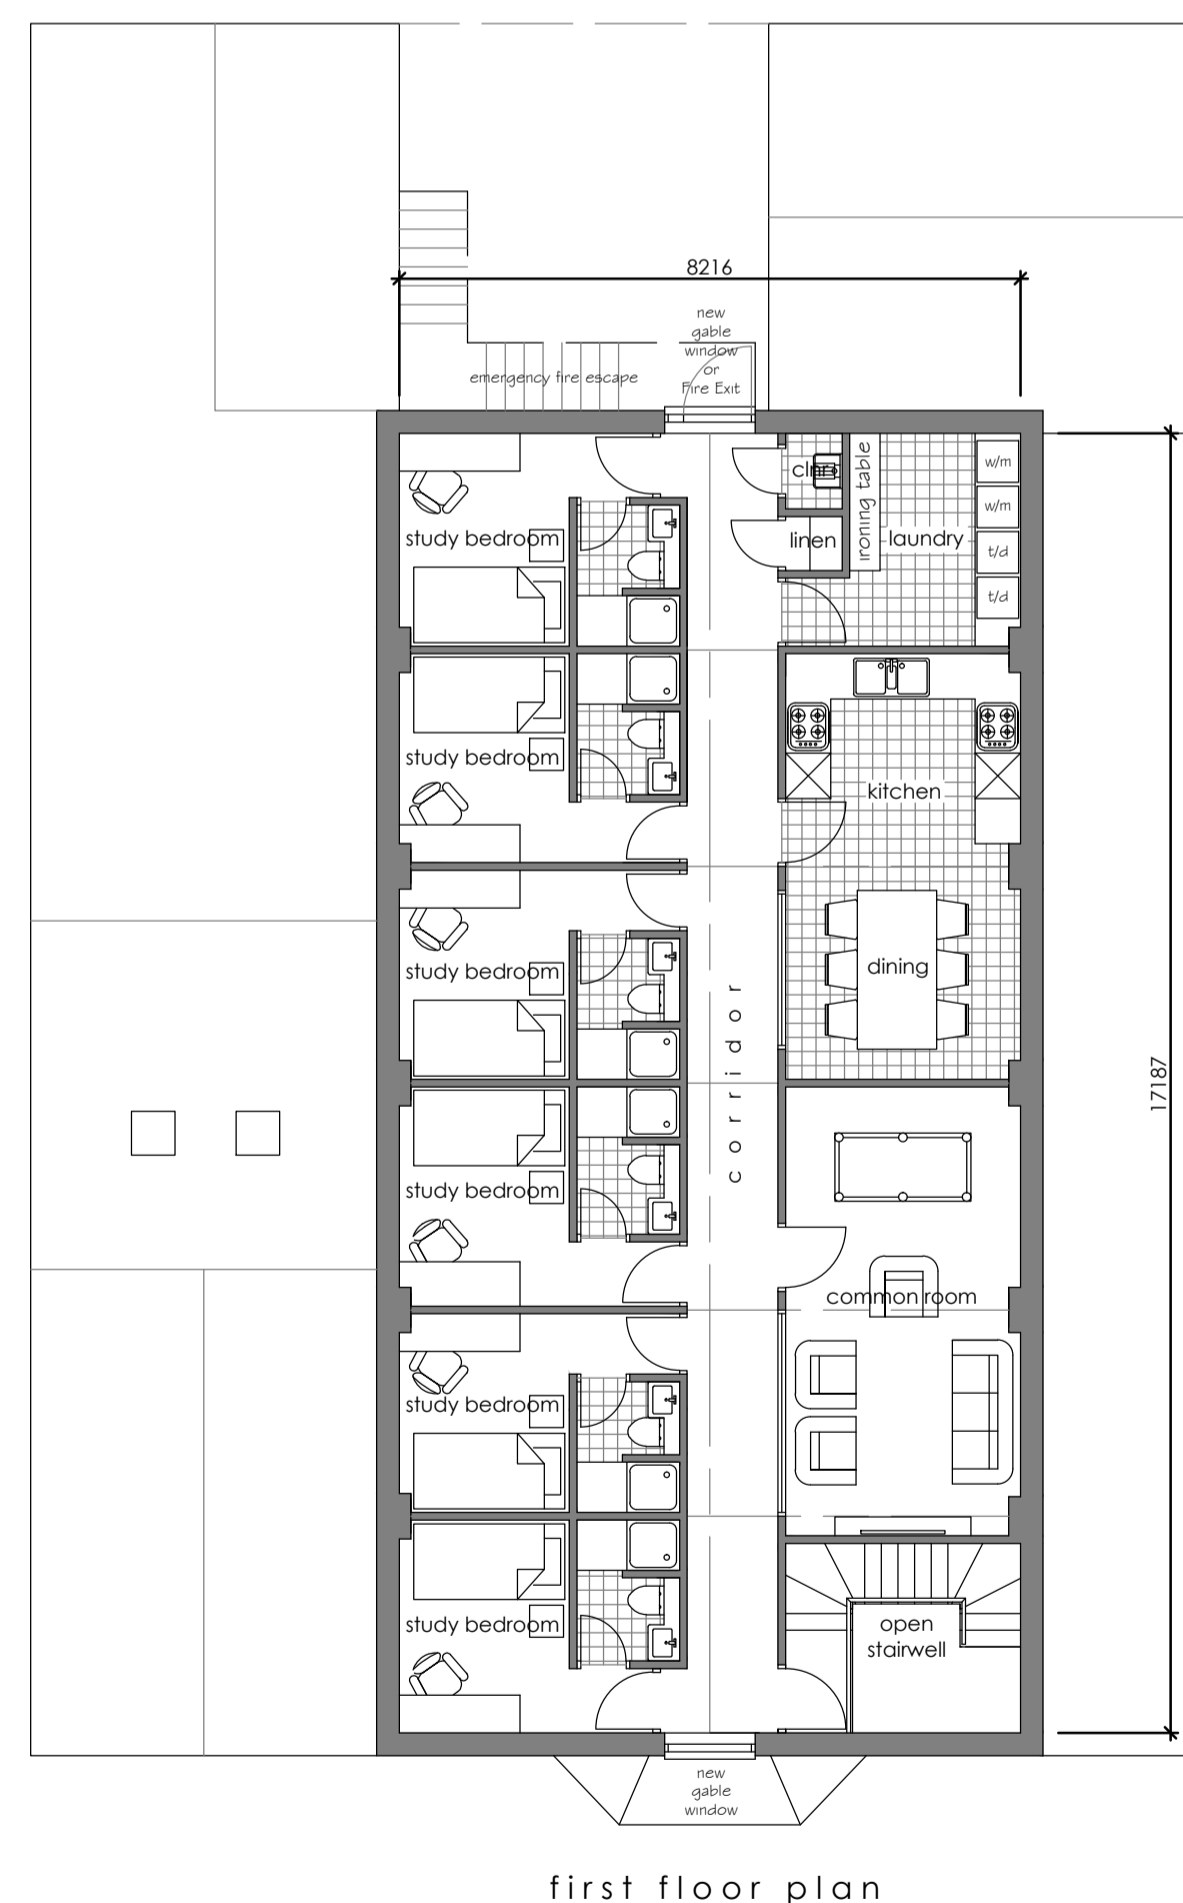 8216
new
gable
window
or
Fire Exit
emergency fire escape
clnr
ironing table
w/m
w/m
t/d
t/d
study bedroom
linen
laundry
study bedroom
kitchen
study bedroom
dining
corridor
17187
study bedroom
common room
study bedroom
study bedroom
open
stairwell
new
gable
window
first floor plan